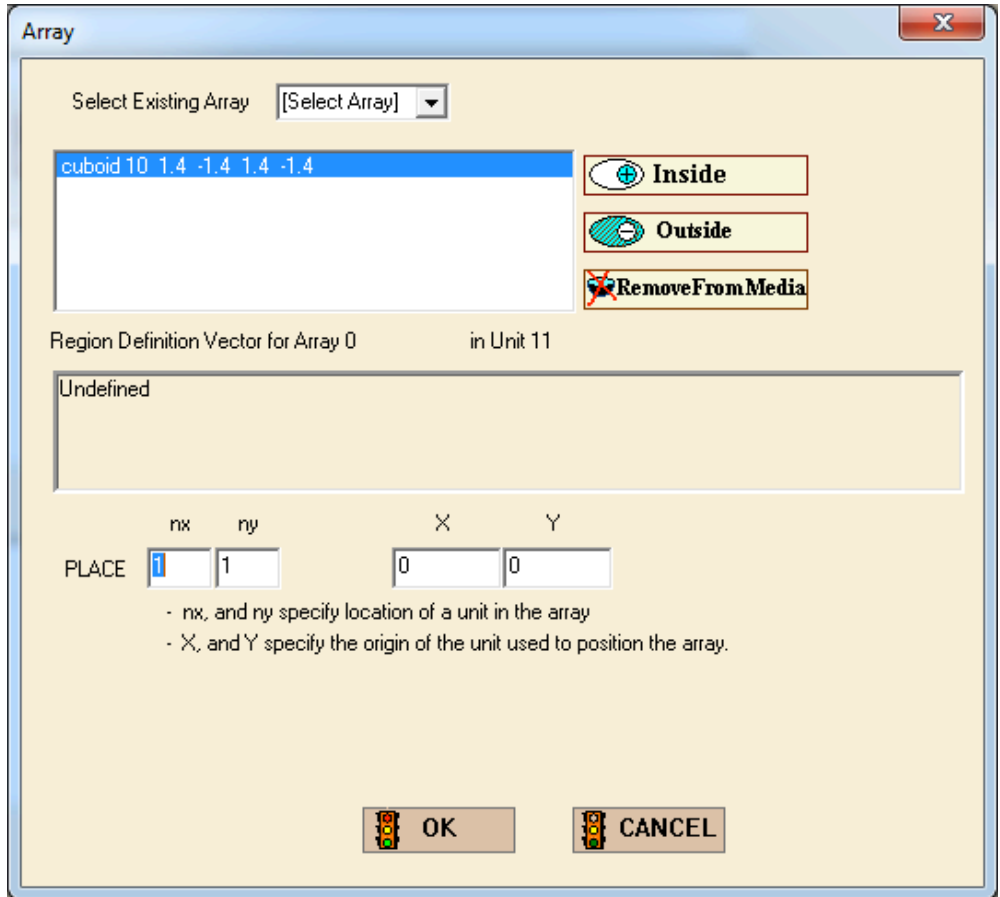 Array
Select Existing Array [Select Array]
cuboid 10 1.4 -1.4 1.4 -1.4
Inside
Outside
RemoveFromMedia
Region Definition Vector for Array 0 in Unit 11
Undefined
nx ny X Y
PLACE 1 1 0 0
- nx, and ny specify location of a unit in the array
- X, and Y specify the origin of the unit used to position the array.
OK CANCEL